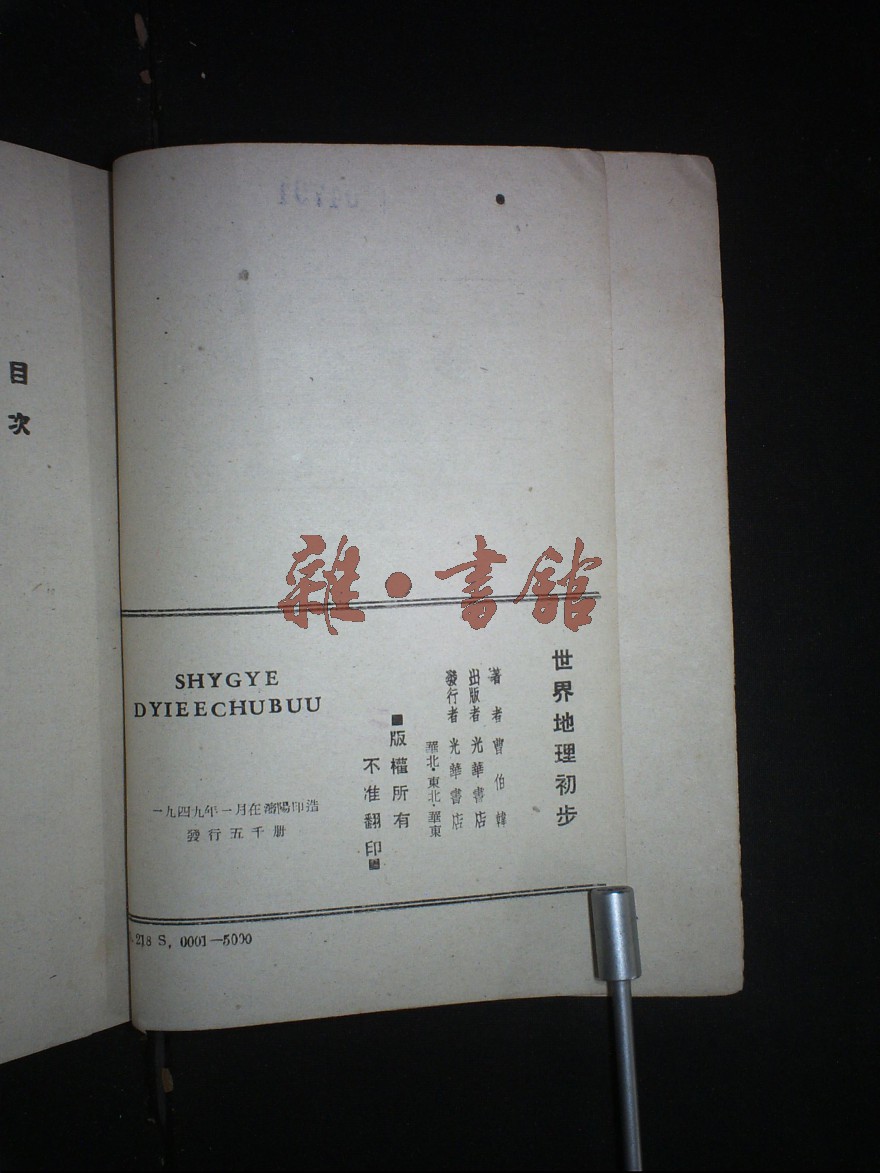 目次
雜·書館
世界地理初步
著者 曹伯韓
出版者 光華書店
發行者 光華書店
華北·東北·華東
■版權所有
不准翻印■
SHYGYE
DYIEECHUBUU
一九四九年一月在瀋陽印造
發行五千册
218 S. 0001—5000